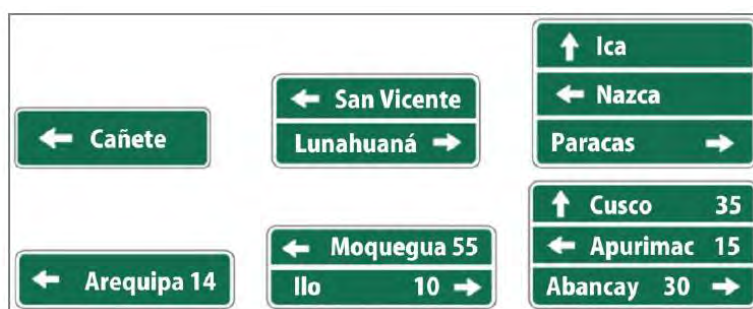 ← Cañete
← San Vicente
Lunahuaná →
↑ Ica
← Nazca
Paracas →
← Arequipa 14
← Moquegua 55
Ilo 10 →
↑ Cusco 35
← Apurimac 15
Abancay 30 →